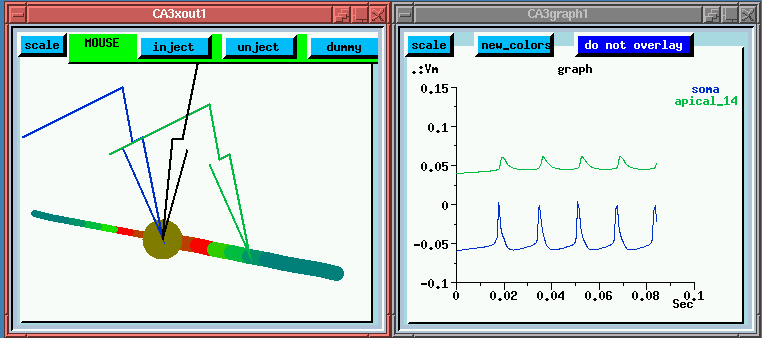 CA3xout1
scale
MOUSE
inject
unject
dummy
CA3graph1
scale
new_colors
do not overlay
.:Vm
graph
soma
apical_14
0.15
0.1
0.05
0
-0.05
-0.1
0 0.02 0.04 0.06 0.08 0.1
Sec